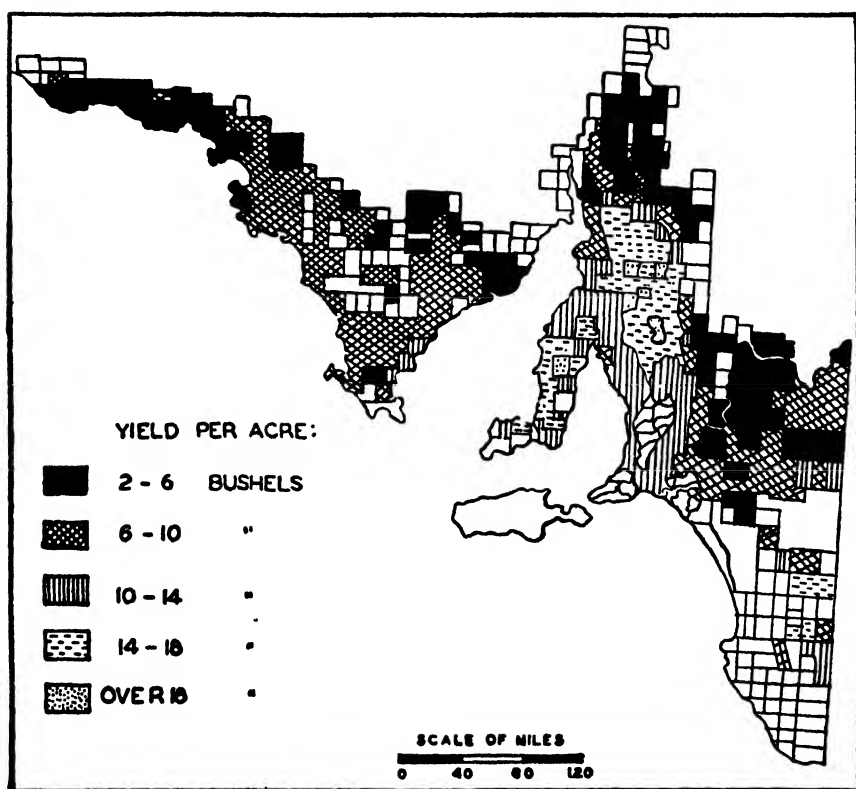 YIELD PER ACRE:
2 - 6 BUSHELS
6 - 10 "
10 - 14 "
14 - 18 "
OVER 18 "
SCALE OF MILES
0 40 80 120